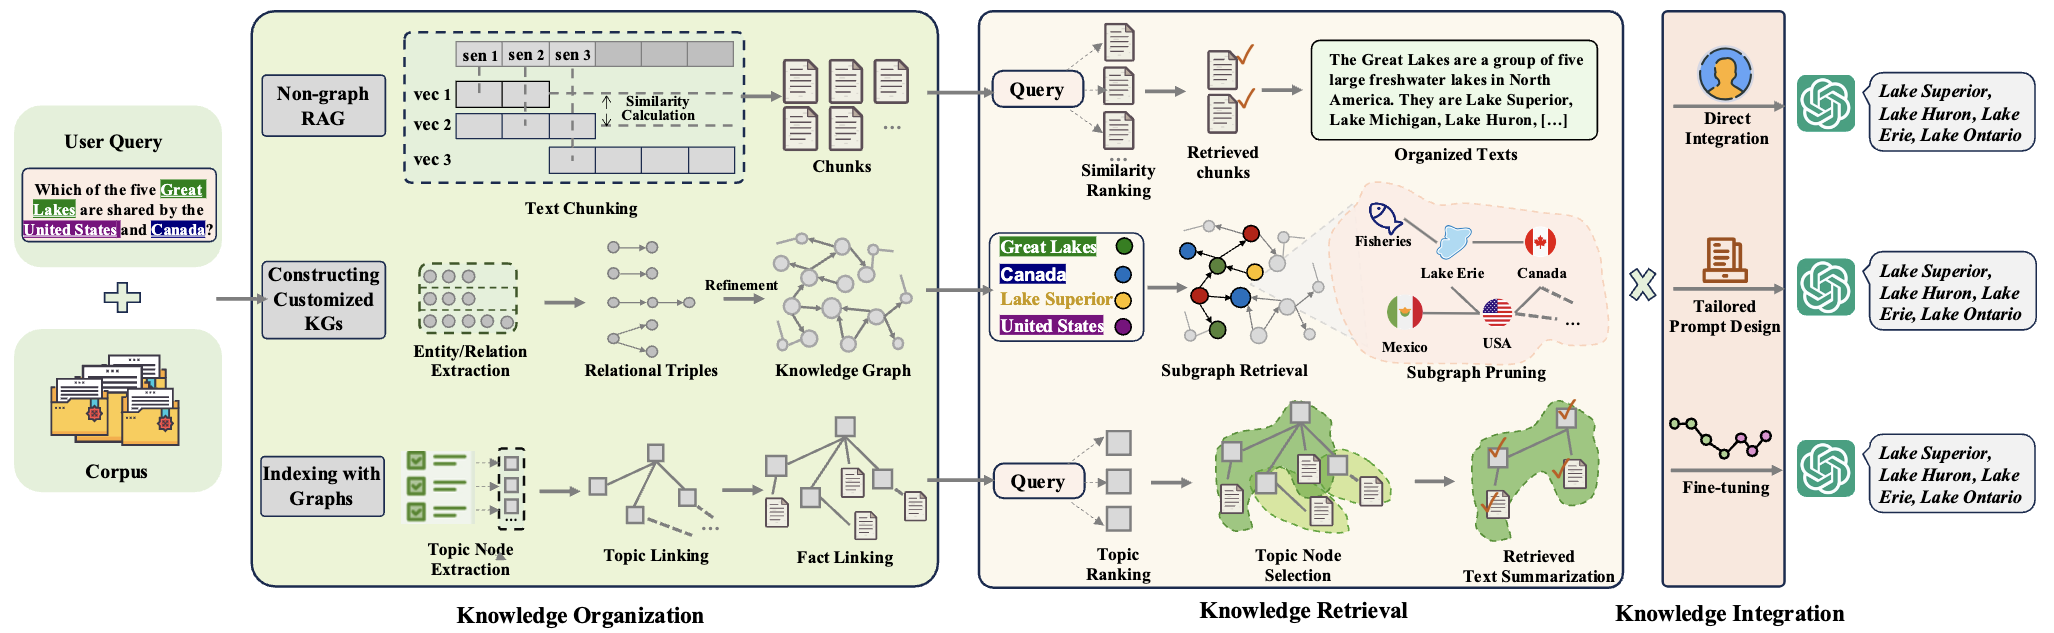 User Query
Which of the five Great
Lakes are shared by the
United States and Canada?
Corpus
Non-graph
RAG
sen 1 sen 2 sen 3
vec 1
vec 2
vec 3
Similarity
Calculation
Text Chunking
...
Chunks
Constructing
Customized
KGs
Entity/Relation
Extraction
Relational Triples
Refinement
Knowledge Graph
Indexing with
Graphs
...
Topic Node
Extraction
...
Topic Linking
Fact Linking
Knowledge Organization
Query
...
Similarity
Ranking
Retrieved
chunks
The Great Lakes are a group of five
large freshwater lakes in North
America. They are Lake Superior,
Lake Michigan, Lake Huron, [...]
Organized Texts
Great Lakes
Canada
Lake Superior
United States
Subgraph Retrieval
Fisheries
Lake Erie
Canada
Mexico
USA
...
Subgraph Pruning
Query
Topic
Ranking
Topic Node
Selection
Retrieved
Text Summarization
Knowledge Retrieval
Direct
Integration
Tailored
Prompt Design
Fine-tuning
Knowledge Integration
Lake Superior,
Lake Huron, Lake
Erie, Lake Ontario
Lake Superior,
Lake Huron, Lake
Erie, Lake Ontario
Lake Superior,
Lake Huron, Lake
Erie, Lake Ontario